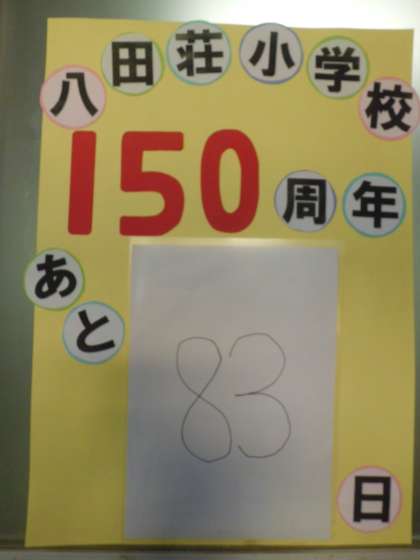 八田荘小学校
150周年
あと
83
日